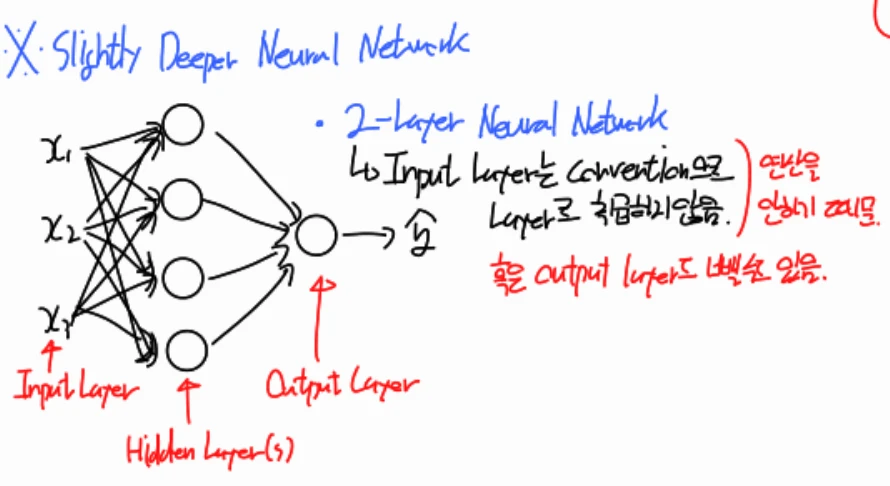 ※. Slightly Deeper Neural Network
• 2-Layer Neural Network
↳ Input Layer는 convention으로
Layer로 취급하지 않음.
연산을
안하기 때문.
혹은 output layer도 뺄수도 있음.
x₁
x₂
x₃
ŷ
Input Layer
Hidden Layer(s)
Output Layer